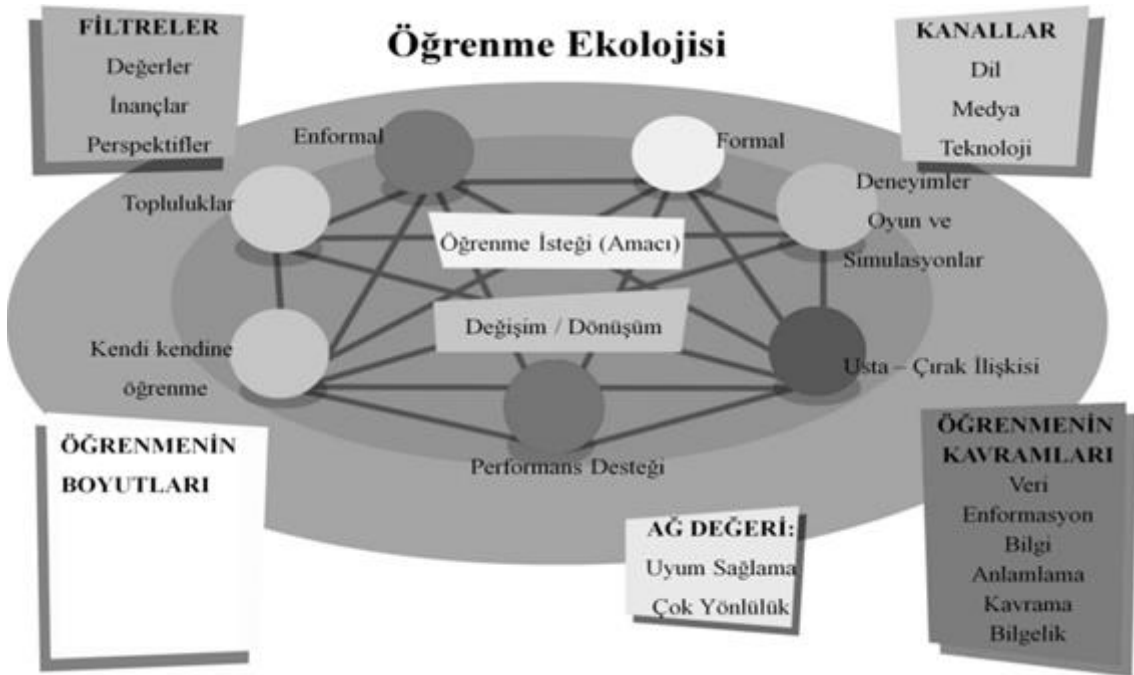 Öğrenme Ekolojisi
FİLTRELER
Değerler
İnançlar
Perspektifler
KANALLAR
Dil
Medya
Teknoloji
Enformal
Formal
Topluluklar
Deneyimler
Oyun ve
Simulasyonlar
Öğrenme İsteği (Amacı)
Değişim / Dönüşüm
Kendi kendine
öğrenme
Usta – Çırak İlişkisi
Performans Desteği
ÖĞRENMENİN
BOYUTLARI
AĞ DEĞERİ:
Uyum Sağlama
Çok Yönlülük
ÖĞRENMENİN
KAVRAMLARI
Veri
Enformasyon
Bilgi
Anlamlama
Kavrama
Bilgelik